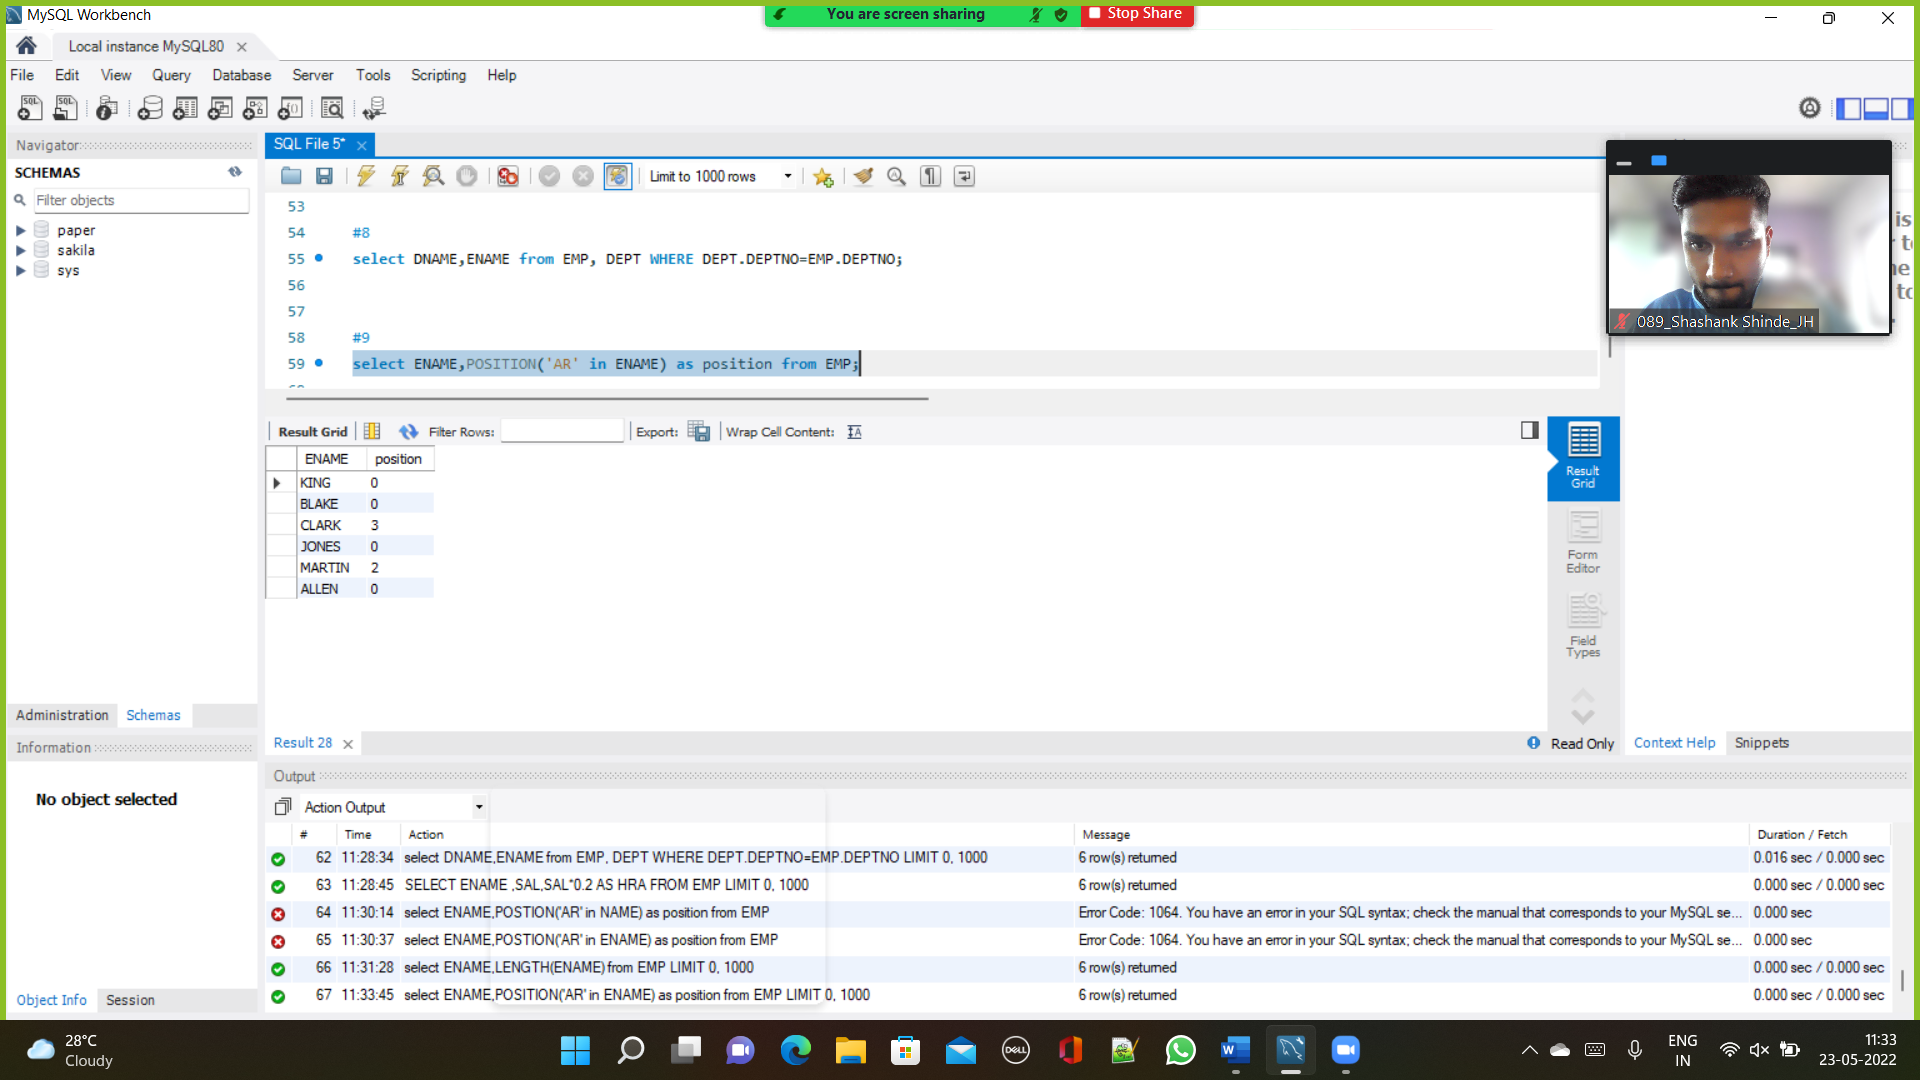 MySQL Workbench
You are screen sharing
Stop Share
Local instance MySQL80
File Edit View Query Database Server Tools Scripting Help
Navigator
SCHEMAS
Filter objects
paper
sakila
sys
SQL File 5*
Limit to 1000 rows
53
54 #8
55 select DNAME,ENAME from EMP, DEPT WHERE DEPT.DEPTNO=EMP.DEPTNO;
56
57
58 #9
59 select ENAME,POSITION('AR' in ENAME) as position from EMP;
089_Shashank Shinde_JH
Result Grid Filter Rows: Export: Wrap Cell Content:
ENAME position
KING 0
BLAKE 0
CLARK 3
JONES 0
MARTIN 2
ALLEN 0
Result Grid
Form Editor
Field Types
Administration Schemas
Result 28
Read Only
Context Help Snippets
Information
No object selected
Object Info Session
Output
Action Output
# Time Action Message Duration / Fetch
62 11:28:34 select DNAME,ENAME from EMP, DEPT WHERE DEPT.DEPTNO=EMP.DEPTNO LIMIT 0, 1000 6 row(s) returned 0.016 sec / 0.000 sec
63 11:28:45 SELECT ENAME ,SAL,SAL*0.2 AS HRA FROM EMP LIMIT 0, 1000 6 row(s) returned 0.000 sec / 0.000 sec
64 11:30:14 select ENAME,POSTION('AR' in NAME) as position from EMP Error Code: 1064. You have an error in your SQL syntax; check the manual that corresponds to your MySQL se... 0.000 sec
65 11:30:37 select ENAME,POSTION('AR' in ENAME) as position from EMP Error Code: 1064. You have an error in your SQL syntax; check the manual that corresponds to your MySQL se... 0.000 sec
66 11:31:28 select ENAME,LENGTH(ENAME) from EMP LIMIT 0, 1000 6 row(s) returned 0.000 sec / 0.000 sec
67 11:33:45 select ENAME,POSITION('AR' in ENAME) as position from EMP LIMIT 0, 1000 6 row(s) returned 0.000 sec / 0.000 sec
28°C
Cloudy
DELL
ENG
IN
11:33
23-05-2022